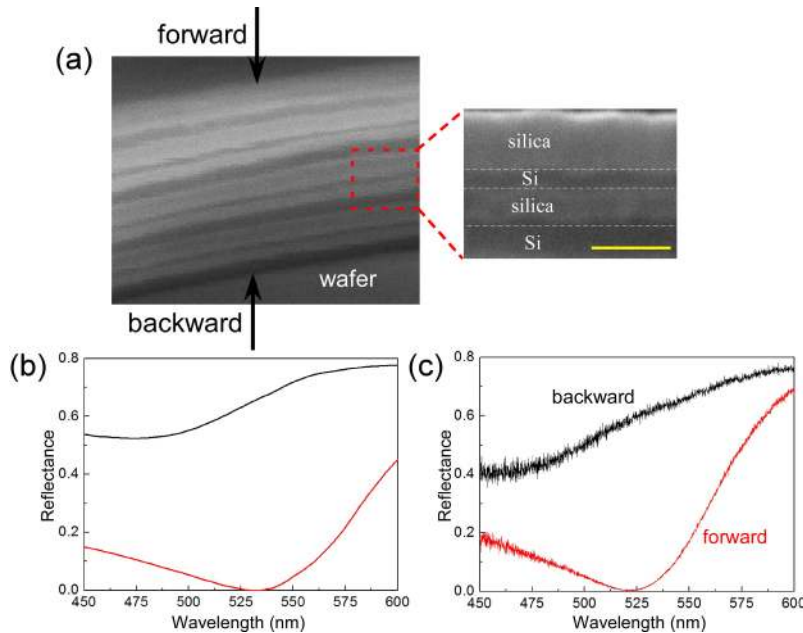 forward
(a)
silica
Si
silica
Si
wafer
backward
(b)
0.8
0.6
0.4
0.2
0.0
Reflectance
450 475 500 525 550 575 600
Wavelength (nm)
(c)
0.8
0.6
0.4
0.2
0.0
Reflectance
backward
forward
450 475 500 525 550 575 600
Wavelength (nm)